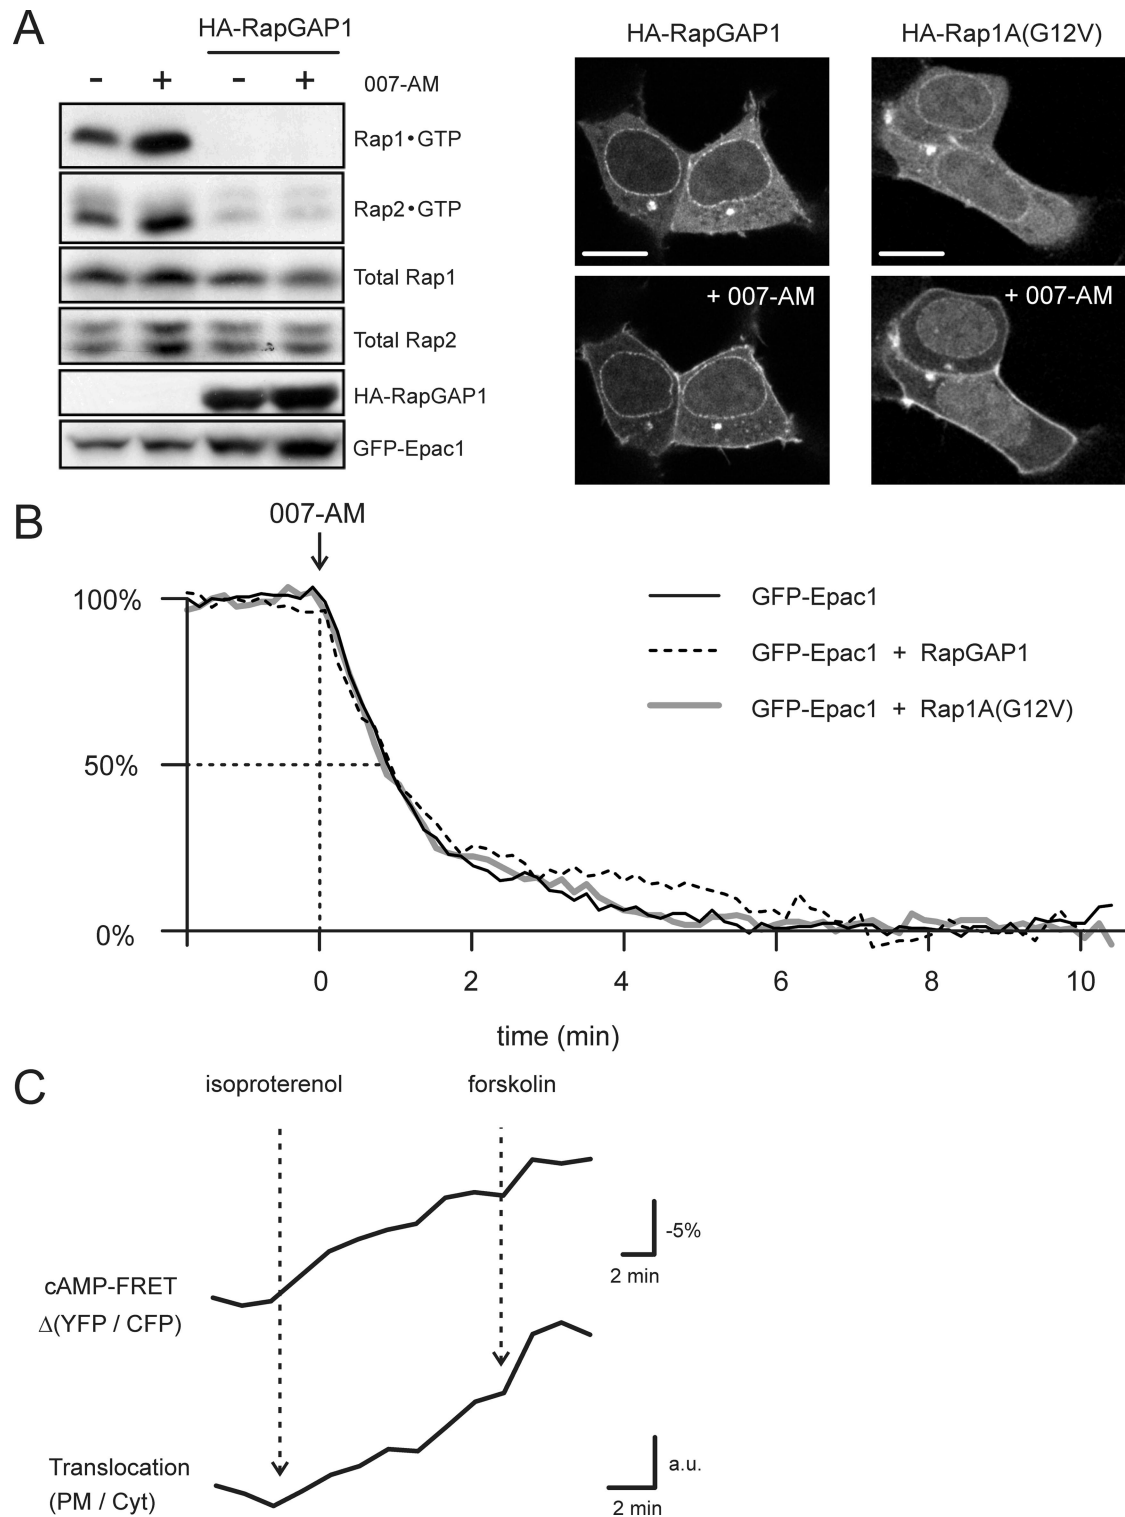 A
HA-RapGAP1
- + - + 007-AM
Rap1•GTP
Rap2•GTP
Total Rap1
Total Rap2
HA-RapGAP1
GFP-Epac1
HA-RapGAP1
HA-Rap1A(G12V)
+ 007-AM
+ 007-AM
B
007-AM
100%
50%
0%
GFP-Epac1
GFP-Epac1 + RapGAP1
GFP-Epac1 + Rap1A(G12V)
0 2 4 6 8 10
time (min)
C
isoproterenol
forskolin
cAMP-FRET
Δ(YFP / CFP)
-5%
2 min
Translocation
(PM / Cyt)
a.u.
2 min